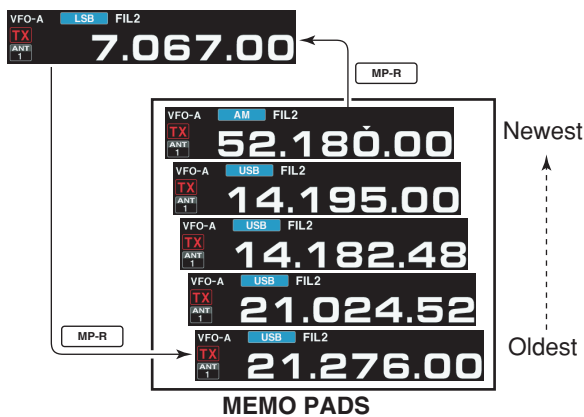 VFO-A LSB FIL2
TX
ANT
1
7.067.00
MP-R
VFO-A AM FIL2
TX
ANT
1
52.180.00
Newest
VFO-A USB FIL2
TX
ANT
1
14.195.00
VFO-A USB FIL2
TX
ANT
1
14.182.48
VFO-A USB FIL2
TX
ANT
1
21.024.52
MP-R
VFO-A USB FIL2
TX
ANT
1
21.276.00
Oldest
MEMO PADS